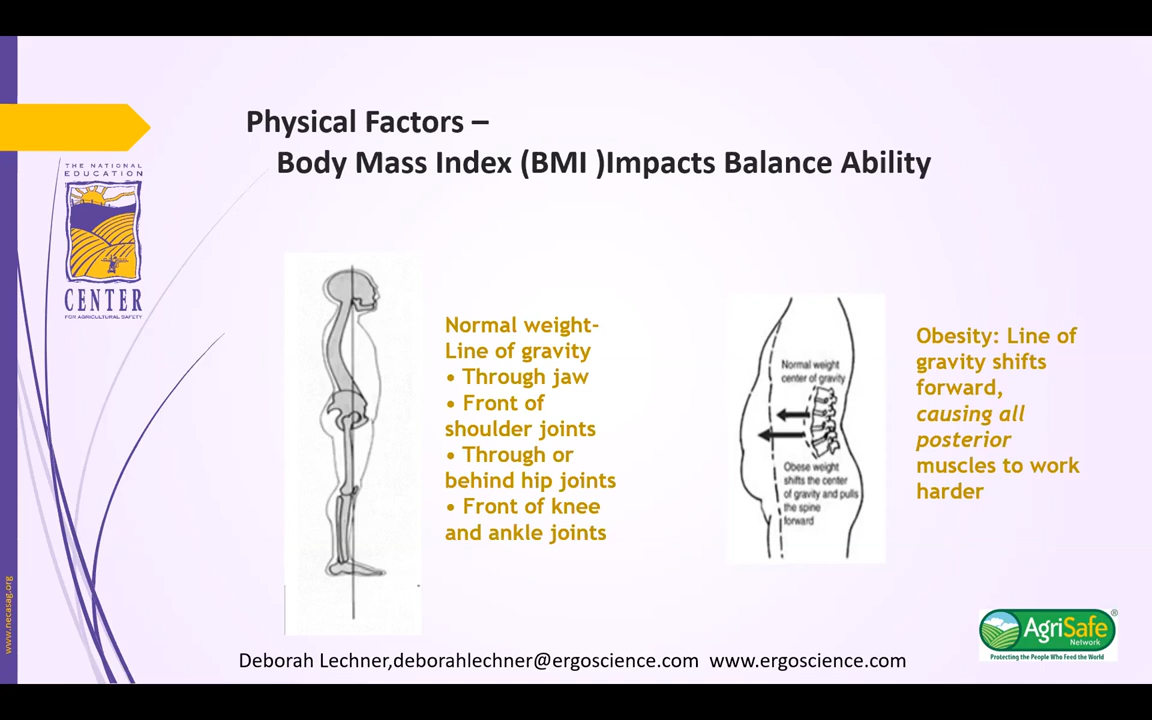 Physical Factors –
Body Mass Index (BMI )Impacts Balance Ability
THE NATIONAL
EDUCATION
CENTER
FOR AGRICULTURAL SAFETY
www.necasag.org
Normal weight-
Line of gravity
• Through jaw
• Front of
shoulder joints
• Through or
behind hip joints
• Front of knee
and ankle joints
Normal weight
center of gravity
Obese weight
shifts the center
of gravity and pulls
the spine
forward
Obesity: Line of
gravity shifts
forward,
causing all
posterior
muscles to work
harder
AgriSafe
Network
®
Protecting the People Who Feed the World
Deborah Lechner,deborahlechner@ergoscience.com www.ergoscience.com